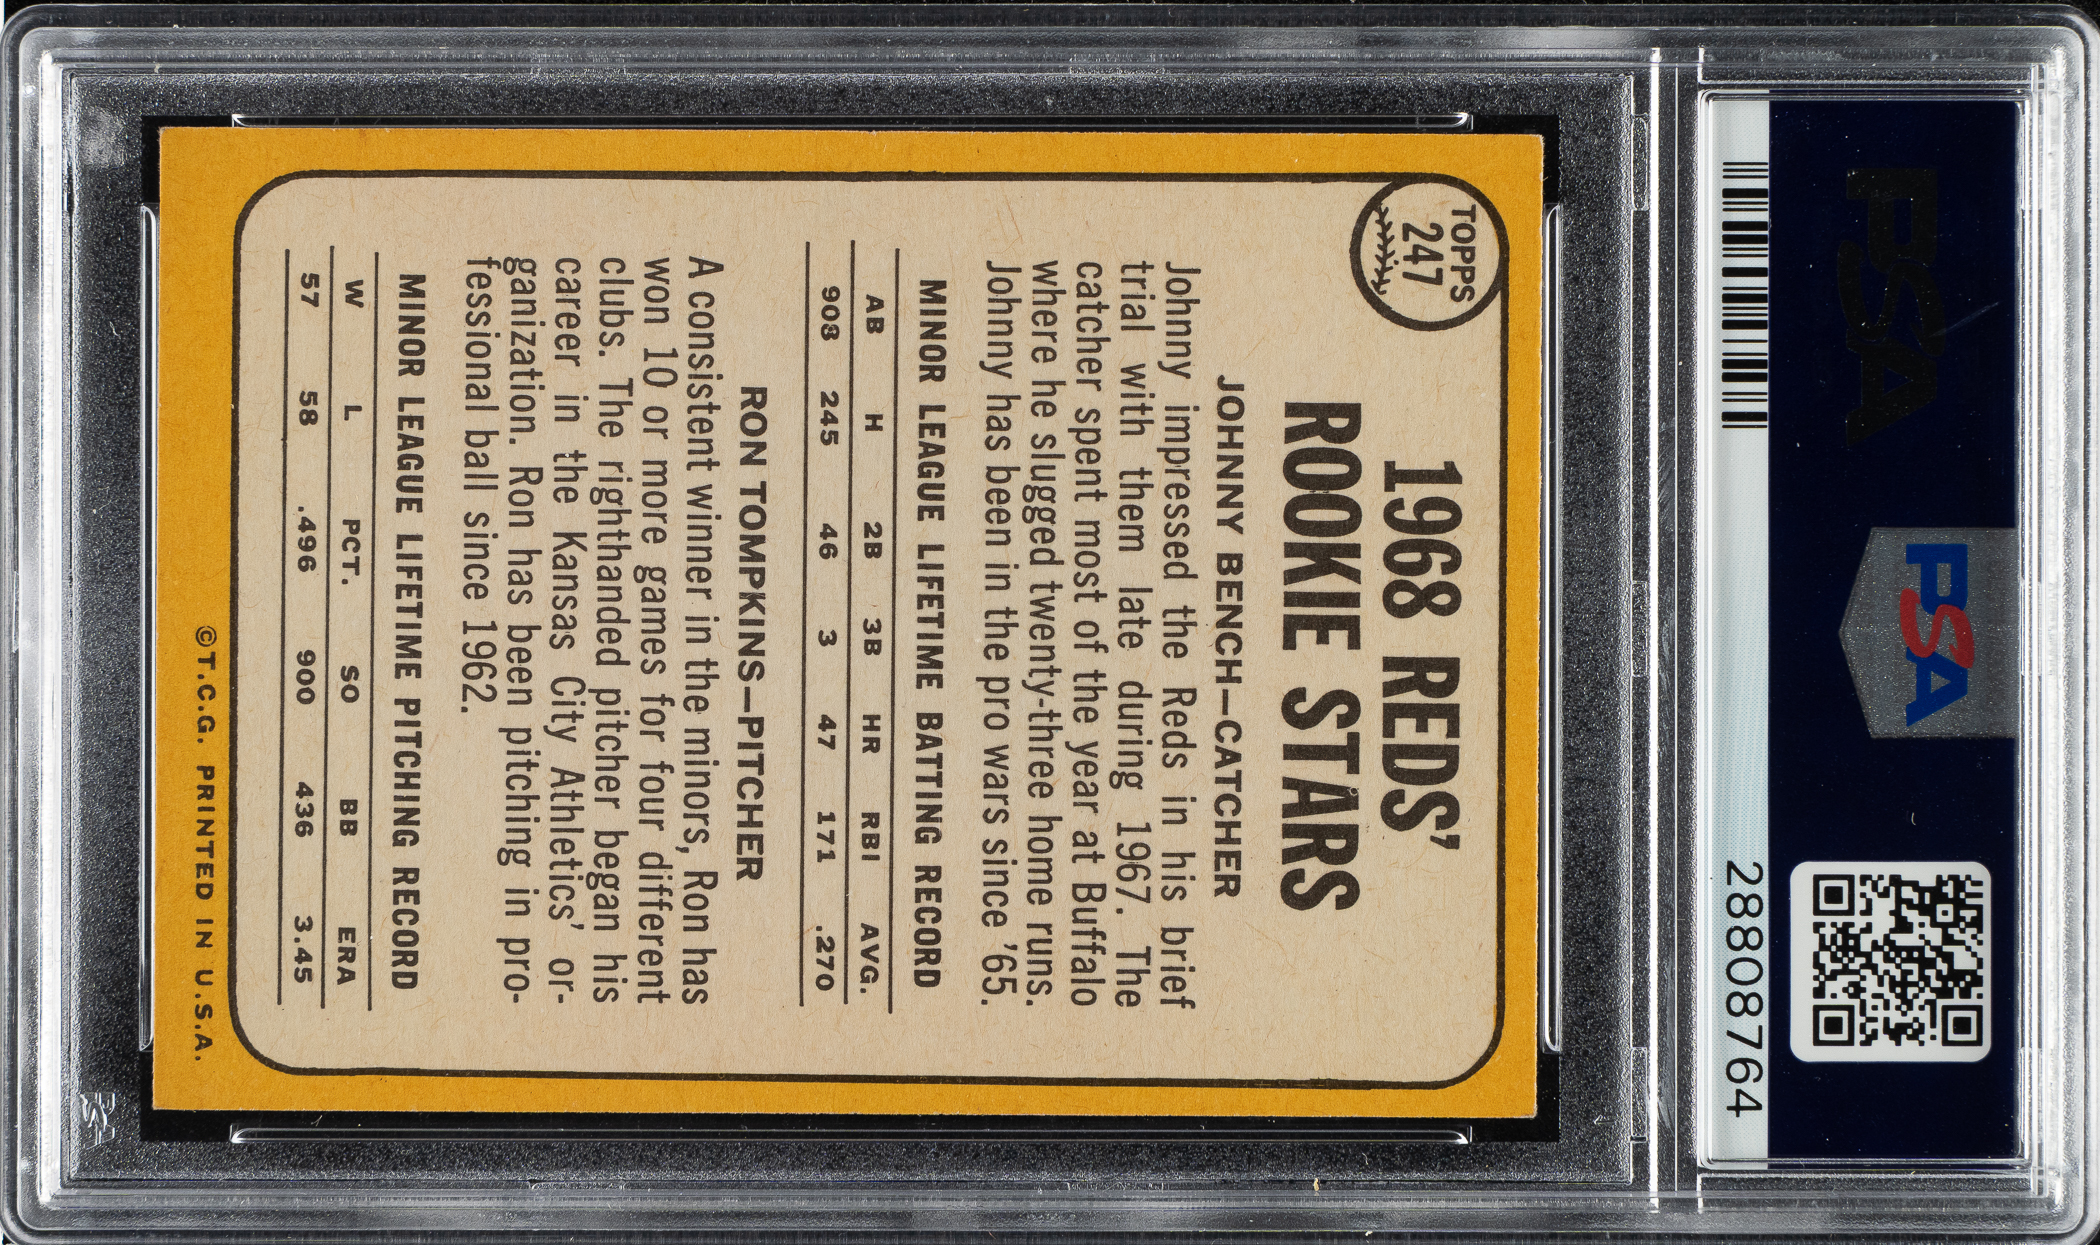 PSA
PSA
28808764
TOPPS
247
1968 REDS'
ROOKIE STARS
JOHNNY BENCH—CATCHER
Johnny impressed the Reds in his brief
trial with them late during 1967. The
catcher spent most of the year at Buffalo
where he slugged twenty-three home runs.
Johnny has been in the pro wars since '65.
MINOR LEAGUE LIFETIME BATTING RECORD
AB H 2B 3B HR RBI AVG.
903 245 46 3 47 171 .270
RON TOMPKINS—PITCHER
A consistent winner in the minors, Ron has
won 10 or more games for four different
clubs. The righthanded pitcher began his
career in the Kansas City Athletics' or-
ganization. Ron has been pitching in pro-
fessional ball since 1962.
MINOR LEAGUE LIFETIME PITCHING RECORD
W L PCT. SO BB ERA
57 58 .496 900 436 3.45
©T.C.G. PRINTED IN U.S.A.
PSA